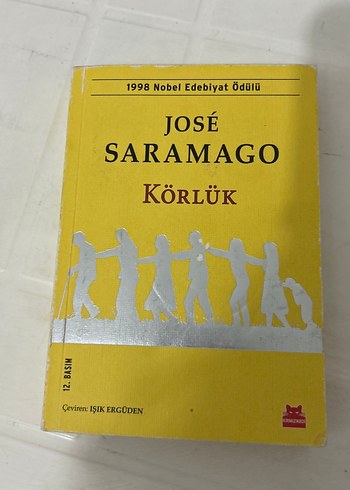 1998 Nobel Edebiyat Ödülü
JOSÉ
SARAMAGO
KÖRLÜK
12. BASIM
Çeviren: IŞIK ERGÜDEN